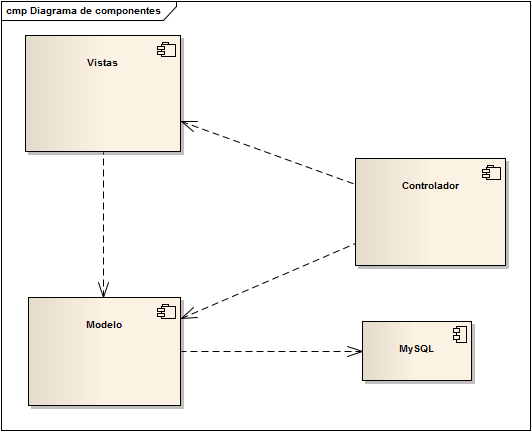 cmp Diagrama de componentes
Vistas
Controlador
Modelo
MySQL